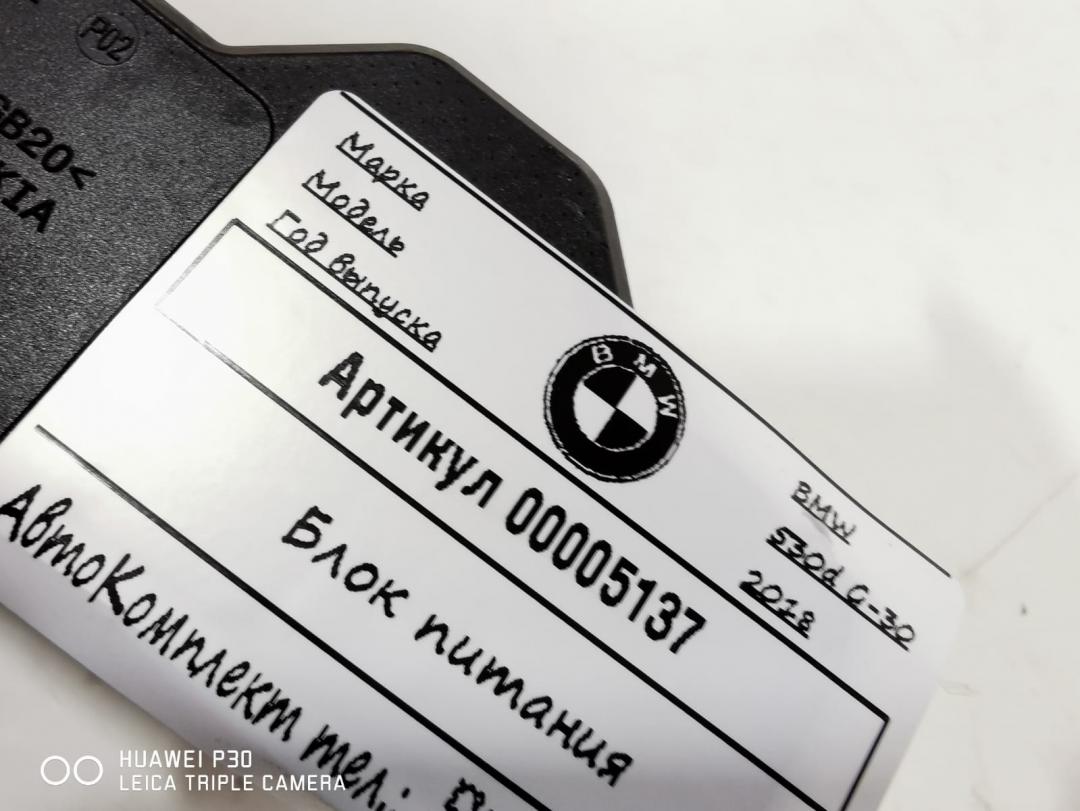 P02
GB20<
KIA
Марка
Модель
Год выпуска
BMW
BMW
530d G-30
2018
Артикул 00005137
Блок питания
АвтоКомплект тел.:
HUAWEI P30
LEICA TRIPLE CAMERA